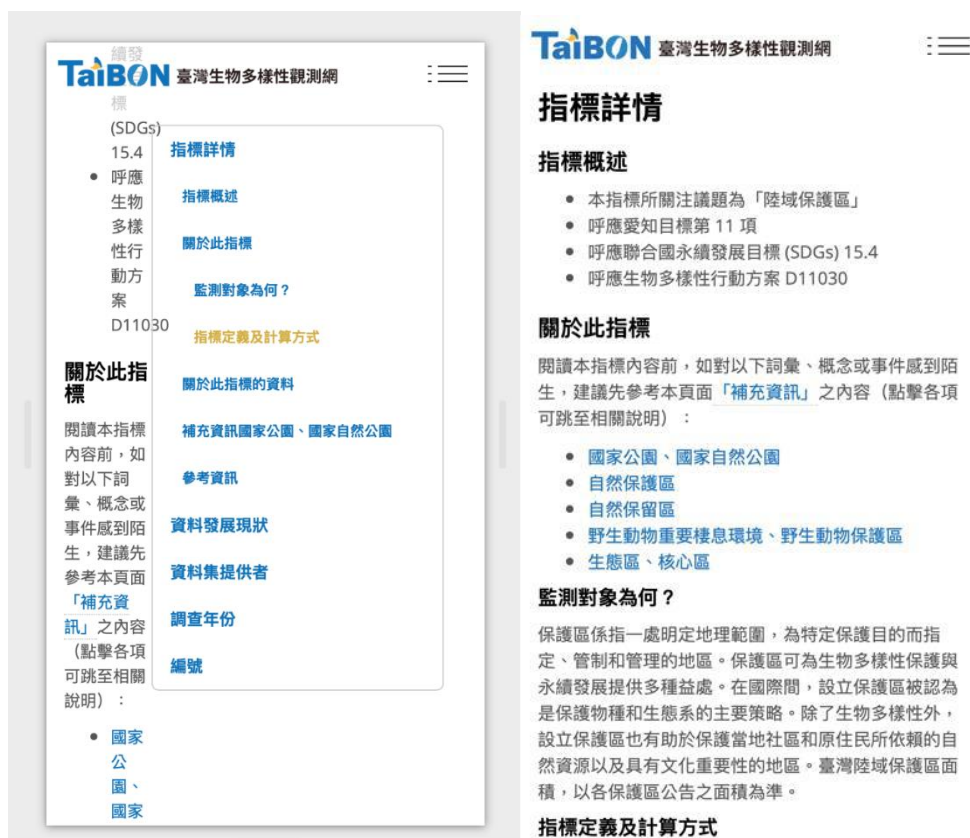 續發
TaiBON 臺灣生物多樣性觀測網
標
(SDGs)
15.4
呼應
生物
多樣
性行
動方
案
D11030
關於此指
標
閱讀本指標
內容前，如
對以下詞
彙、概念或
事件感到陌
生，建議先
參考本頁面
「補充資
訊」之內容
（點擊各項
可跳至相關
說明）：
國家
公
園、
國家
指標詳情
指標概述
關於此指標
監測對象為何？
指標定義及計算方式
關於此指標的資料
補充資訊國家公園、國家自然公園
參考資訊
資料發展現狀
資料集提供者
調查年份
編號
TaiBON 臺灣生物多樣性觀測網
指標詳情
指標概述
本指標所關注議題為「陸域保護區」
呼應愛知目標第 11 項
呼應聯合國永續發展目標 (SDGs) 15.4
呼應生物多樣性行動方案 D11030
關於此指標
閱讀本指標內容前，如對以下詞彙、概念或事件感到陌
生，建議先參考本頁面「補充資訊」之內容（點擊各項
可跳至相關說明）：
國家公園、國家自然公園
自然保護區
自然保留區
野生動物重要棲息環境、野生動物保護區
生態區、核心區
監測對象為何？
保護區係指一處明定地理範圍，為特定保護目的而指
定、管制和管理的地區。保護區可為生物多樣性保護與
永續發展提供多種益處。在國際間，設立保護區被認為
是保護物種和生態系的主要策略。除了生物多樣性外，
設立保護區也有助於保護當地社區和原住民所依賴的自
然資源以及具有文化重要性的地區。臺灣陸域保護區面
積，以各保護區公告之面積為準。
指標定義及計算方式